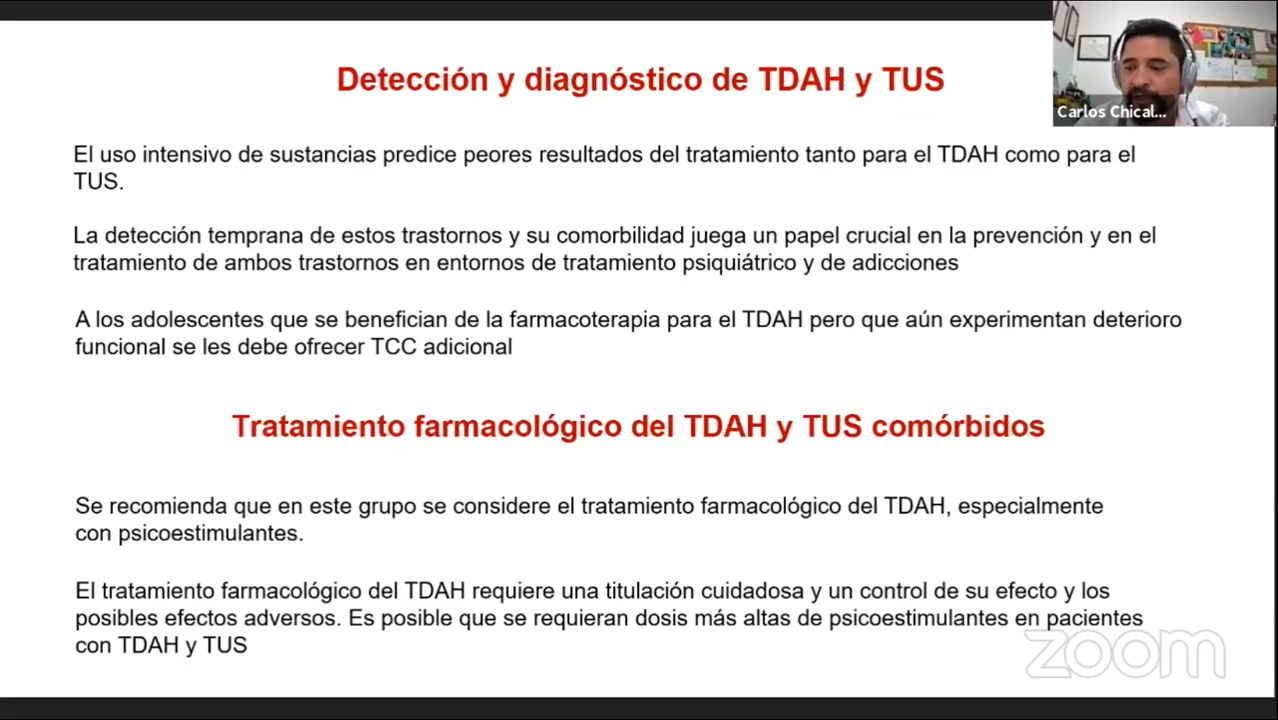 Detección y diagnóstico de TDAH y TUS
Carlos Chical...
El uso intensivo de sustancias predice peores resultados del tratamiento tanto para el TDAH como para el
TUS.
La detección temprana de estos trastornos y su comorbilidad juega un papel crucial en la prevención y en el
tratamiento de ambos trastornos en entornos de tratamiento psiquiátrico y de adicciones
A los adolescentes que se benefician de la farmacoterapia para el TDAH pero que aún experimentan deterioro
funcional se les debe ofrecer TCC adicional
Tratamiento farmacológico del TDAH y TUS comórbidos
Se recomienda que en este grupo se considere el tratamiento farmacológico del TDAH, especialmente
con psicoestimulantes.
El tratamiento farmacológico del TDAH requiere una titulación cuidadosa y un control de su efecto y los
posibles efectos adversos. Es posible que se requieran dosis más altas de psicoestimulantes en pacientes
con TDAH y TUS
zoom